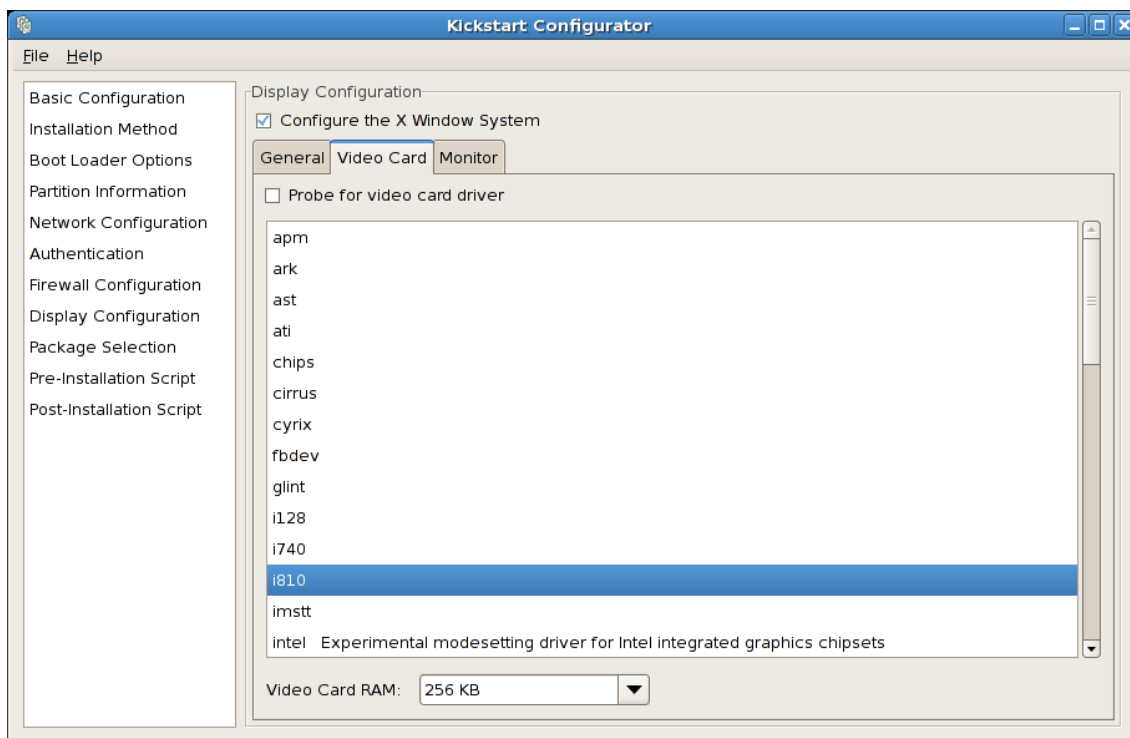 Kickstart Configurator
File Help
Basic Configuration
Installation Method
Boot Loader Options
Partition Information
Network Configuration
Authentication
Firewall Configuration
Display Configuration
Package Selection
Pre-Installation Script
Post-Installation Script
Display Configuration
Configure the X Window System
General Video Card Monitor
Probe for video card driver
apm
ark
ast
ati
chips
cirrus
cyrix
fbdev
glint
i128
i740
i810
imstt
intel Experimental modesetting driver for Intel integrated graphics chipsets
Video Card RAM: 256 KB